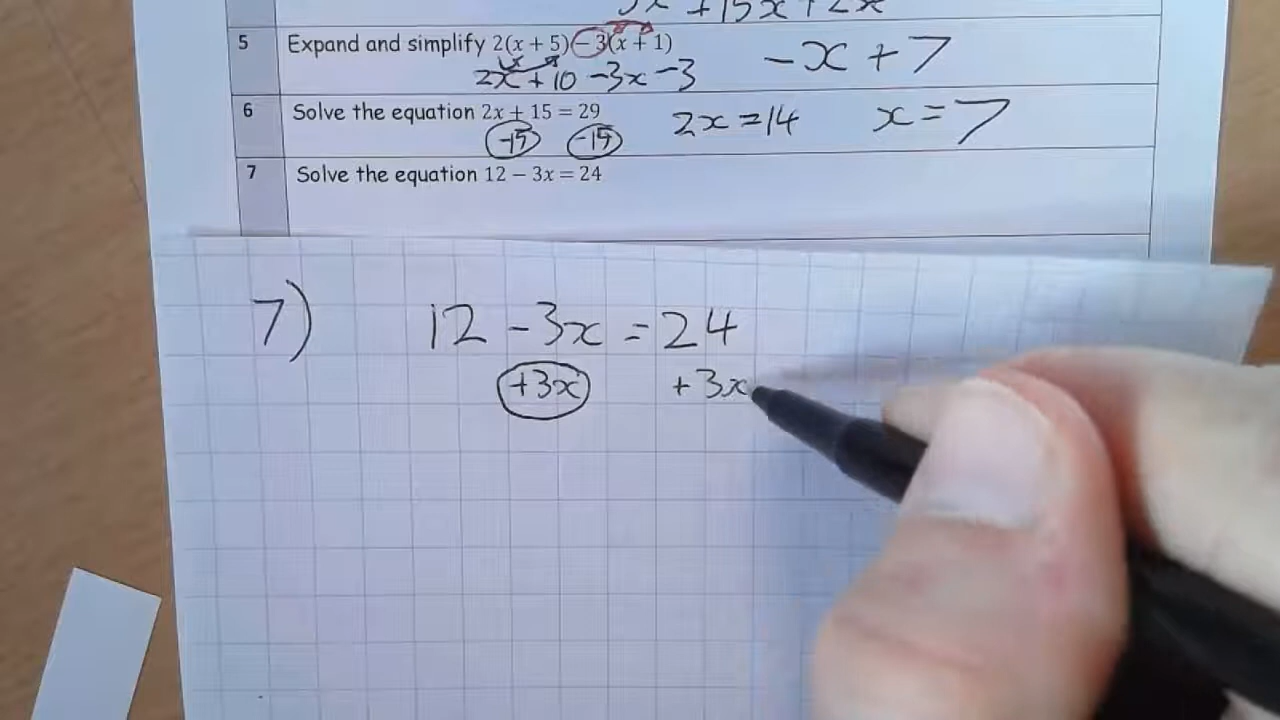 + 15x + 2x
5 Expand and simplify 2(x + 5) − 3(x + 1) −x + 7
2x + 10 −3x −3
6 Solve the equation 2x + 15 = 29 2x = 14 x = 7
−15 −15
7 Solve the equation 12 − 3x = 24
7) 12 − 3x = 24
+3x +3x